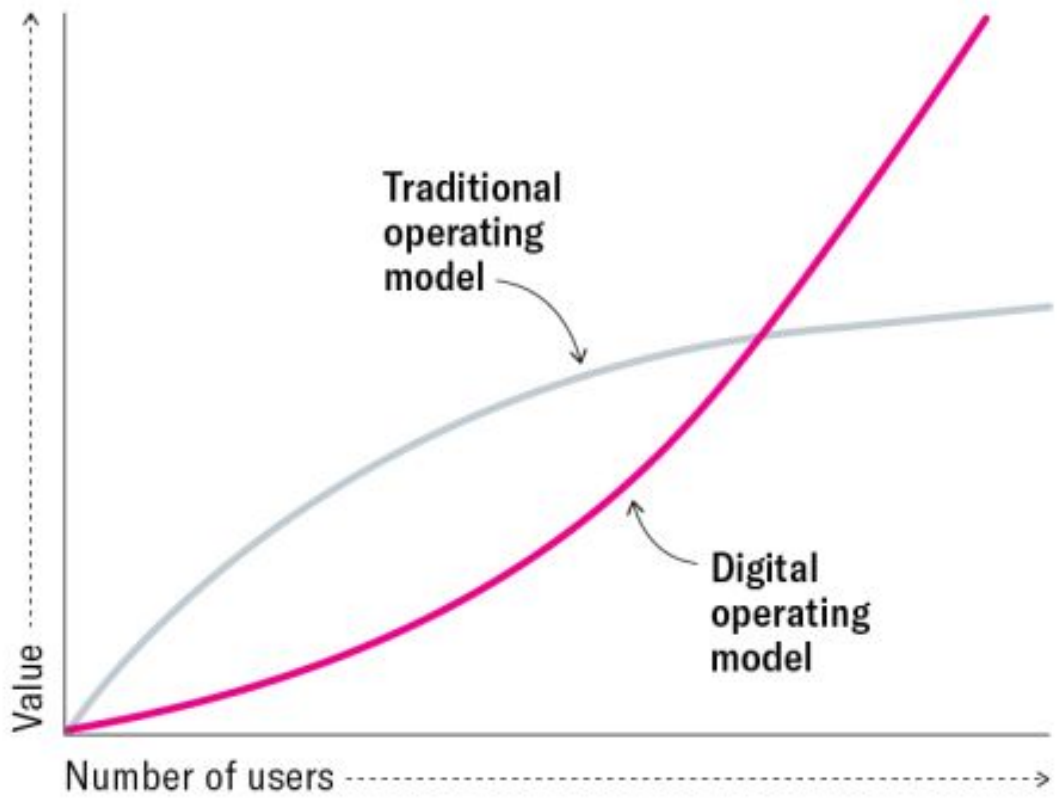 Traditional
operating
model
Digital
operating
model
Value
Number of users